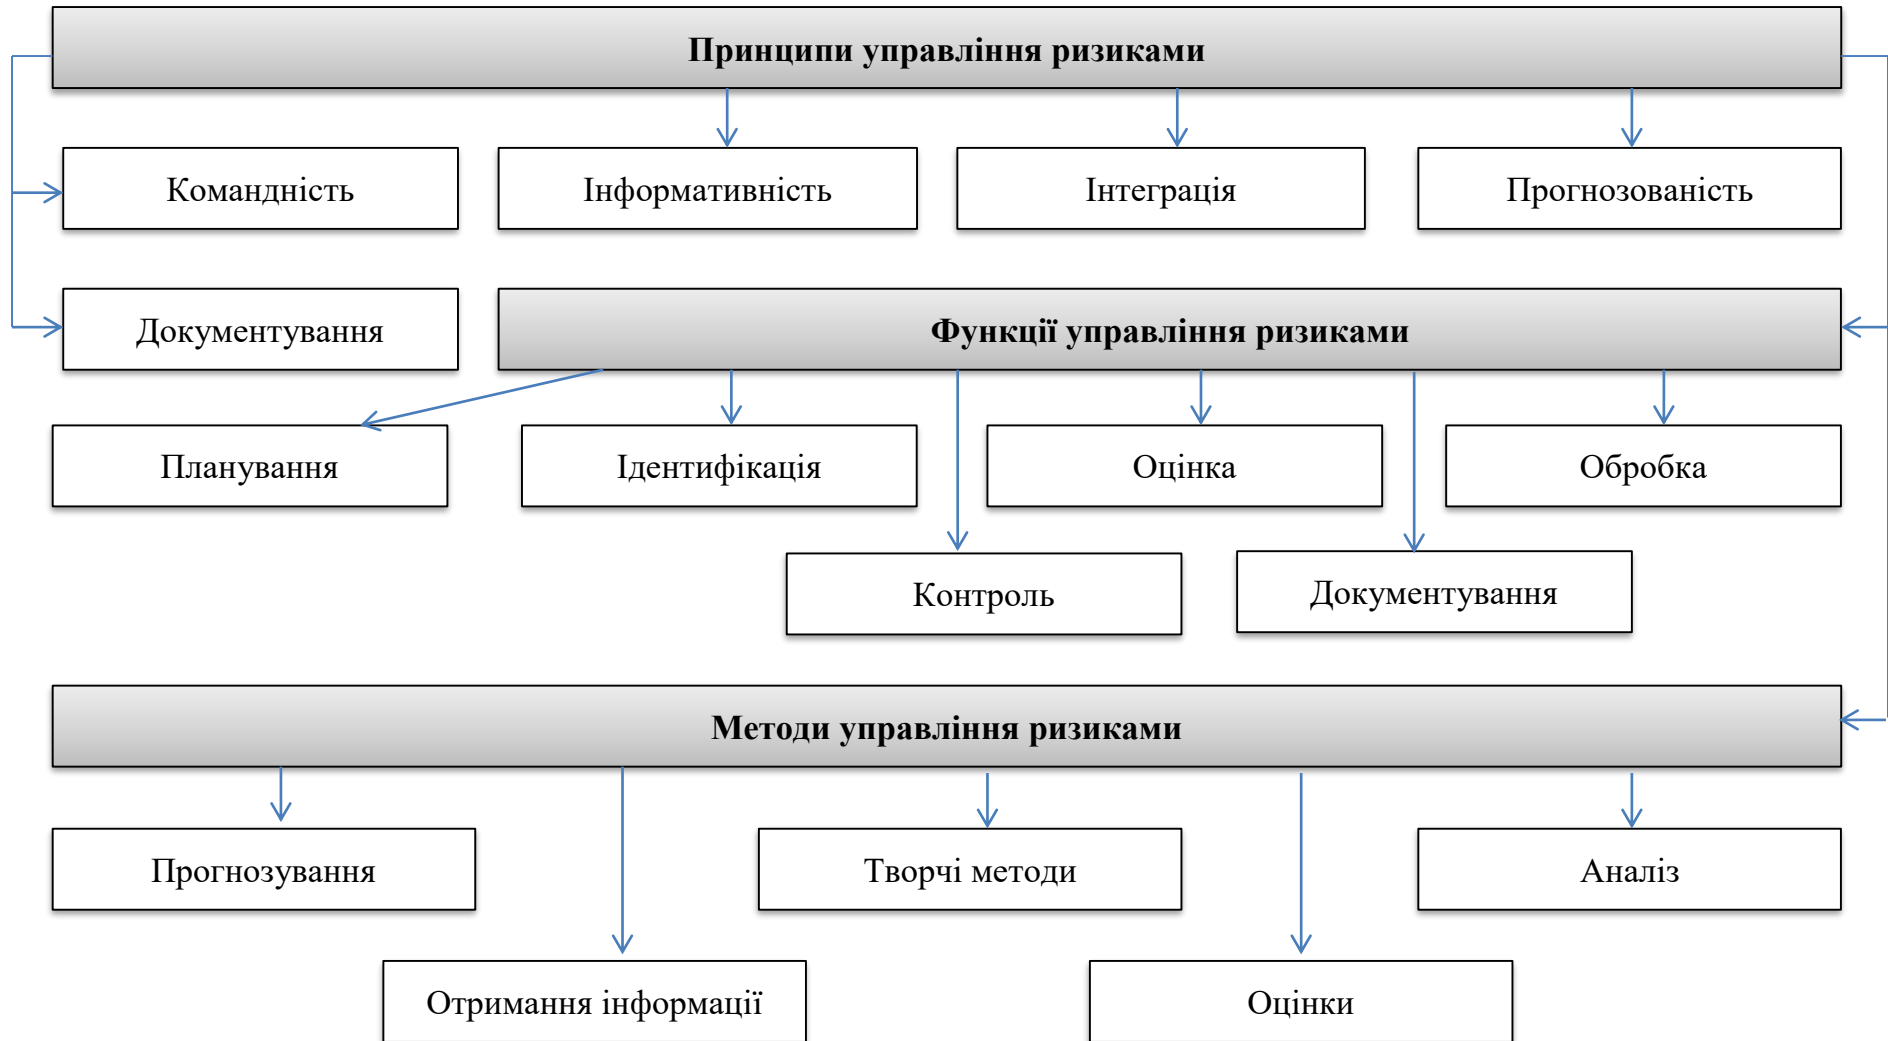 Принципи управління ризиками
Командність
Інформативність
Інтеграція
Прогнозованість
Документування
Функції управління ризиками
Планування
Ідентифікація
Оцінка
Обробка
Контроль
Документування
Методи управління ризиками
Прогнозування
Творчі методи
Аналіз
Отримання інформації
Оцінки